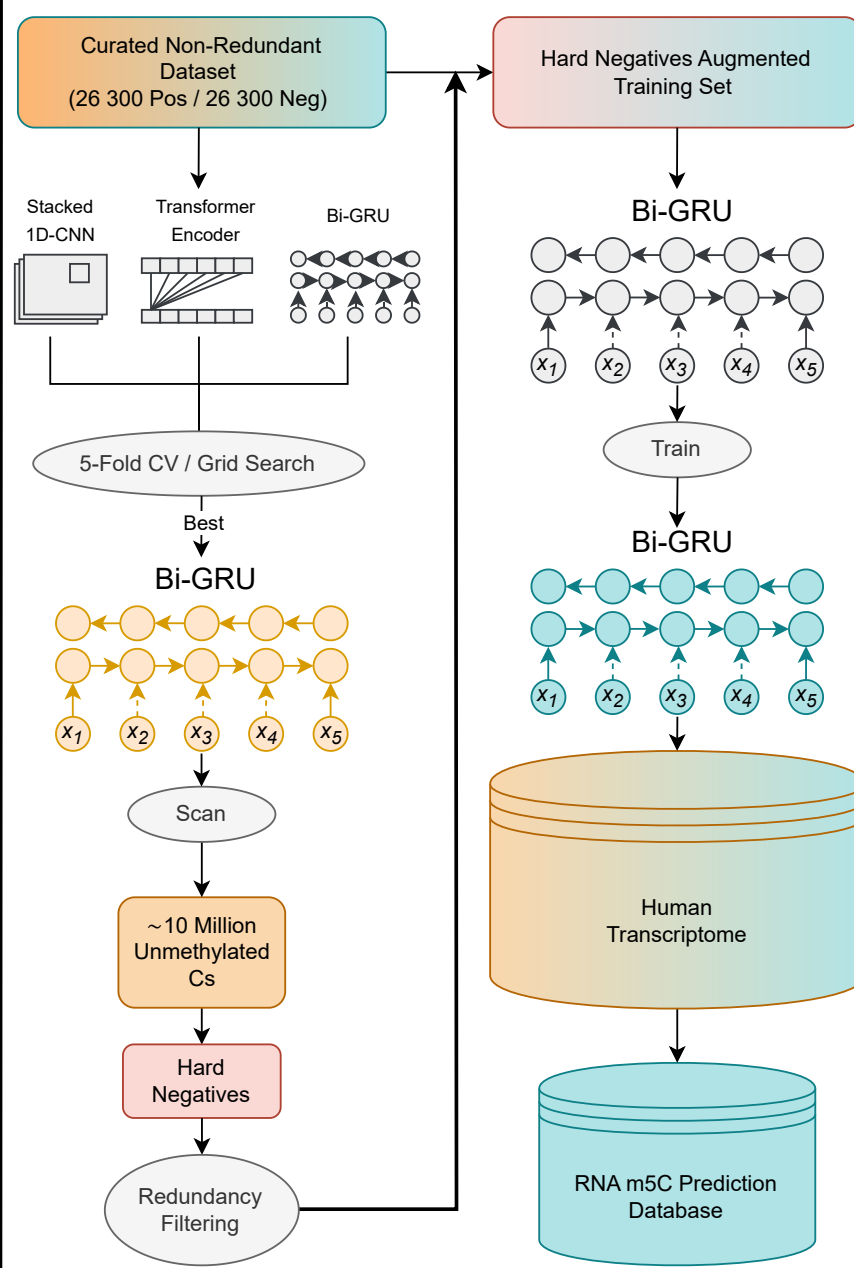 Curated Non-Redundant
Dataset
(26 300 Pos / 26 300 Neg)
Stacked
1D-CNN
Transformer
Encoder
Bi-GRU
5-Fold CV / Grid Search
Best
Bi-GRU
x1 x2 x3 x4 x5
Scan
~10 Million
Unmethylated
Cs
Hard
Negatives
Redundancy
Filtering
Hard Negatives Augmented
Training Set
Bi-GRU
x1 x2 x3 x4 x5
Train
Bi-GRU
x1 x2 x3 x4 x5
Human
Transcriptome
RNA m5C Prediction
Database